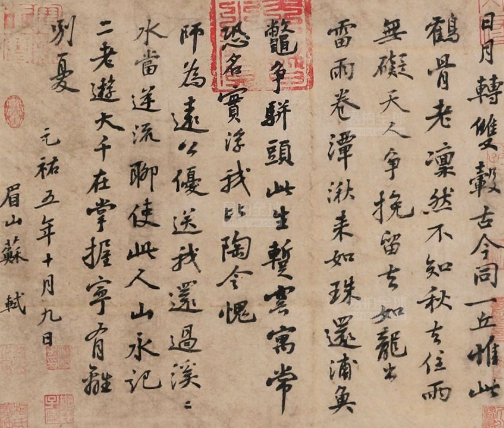 日月轉雙轂古今同一丘惟此
鶴骨老凜然不知秋去住兩
無礙天人爭挽留去如龍出
雷雨卷潭湫来如珠還浦魚
鼈爭駢頭此生暫寄寓常
恐名實浮我比陶令愧
師為遠公優送我還過溪〻
水當逆流聊使此人山永記
二老遊大千在掌握寧有離
別憂
元祐五年十月九日
眉山蘇軾